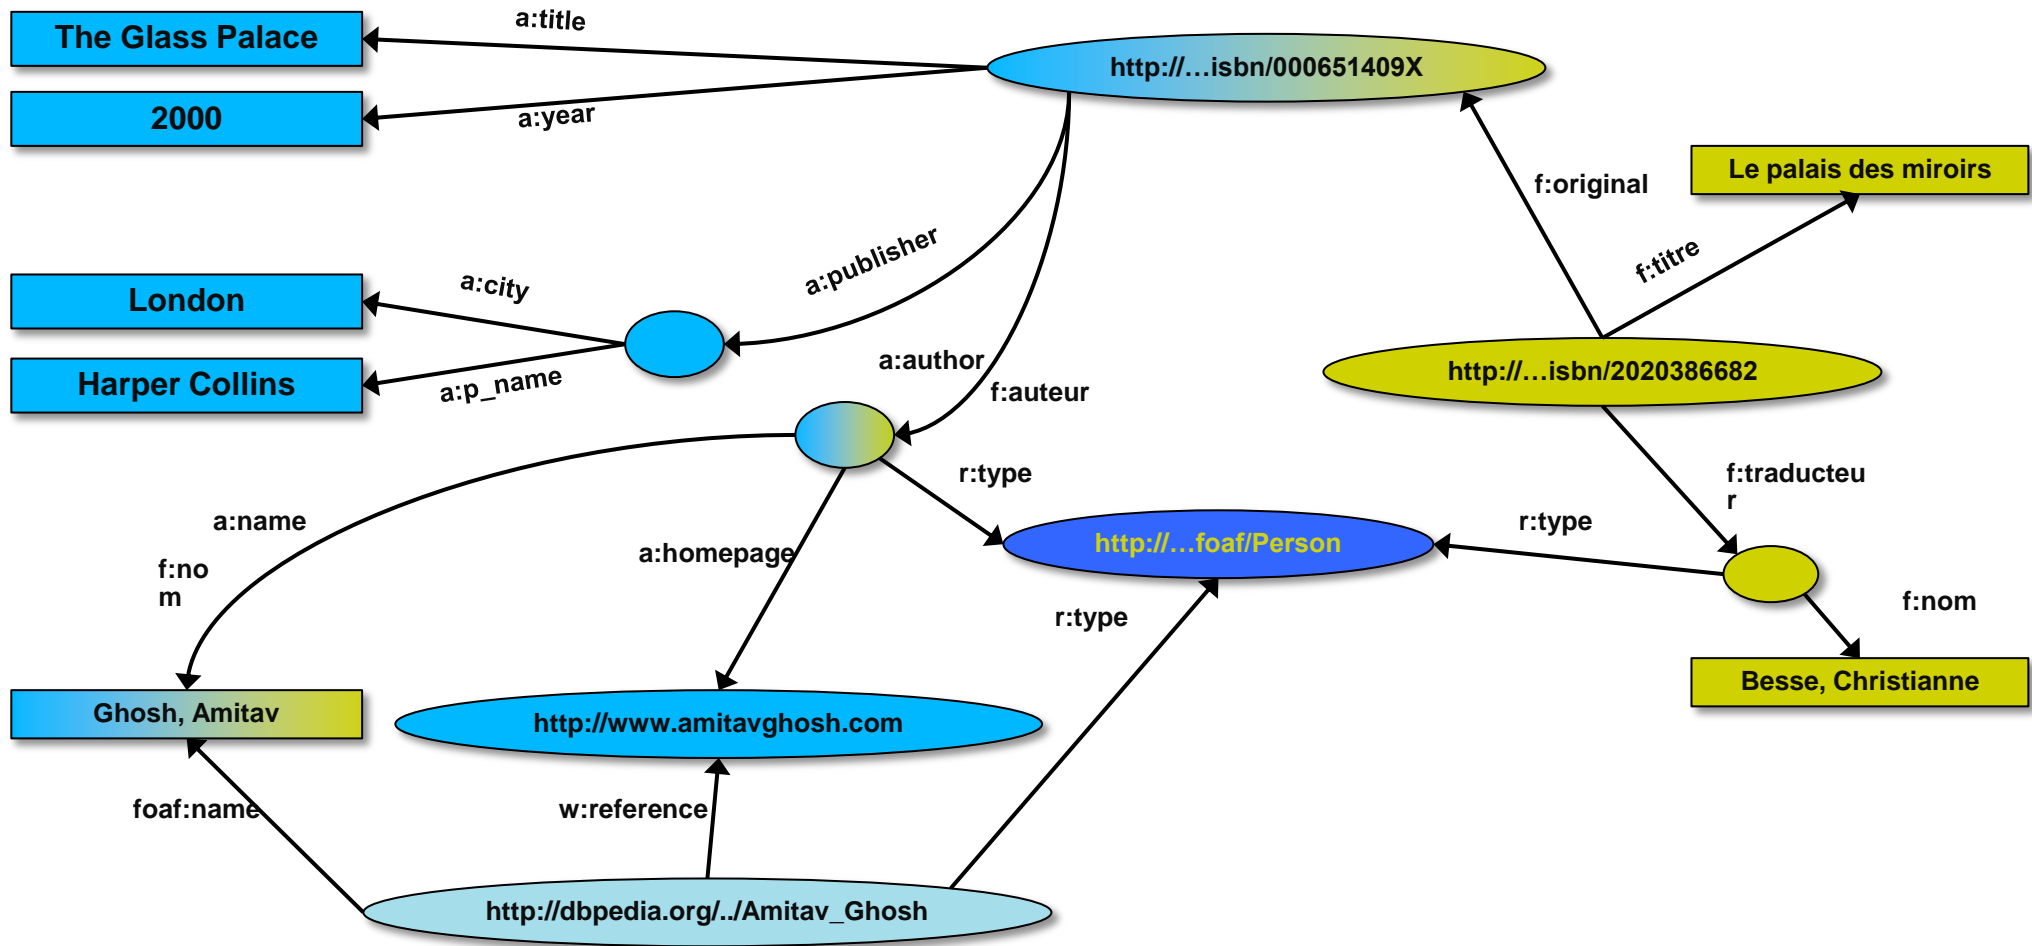 a:title
The Glass Palace
http://…isbn/000651409X
2000
a:year
Le palais des miroirs
f:original
a:publisher
f:titre
a:city
London
a:author
http://…isbn/2020386682
Harper Collins
a:p_name
f:auteur
r:type
f:traducteu
r
a:name
r:type
http://…foaf/Person
a:homepage
f:no
m
f:nom
r:type
Besse, Christianne
Ghosh, Amitav
http://www.amitavghosh.com
foaf:name
w:reference
http://dbpedia.org/../Amitav_Ghosh